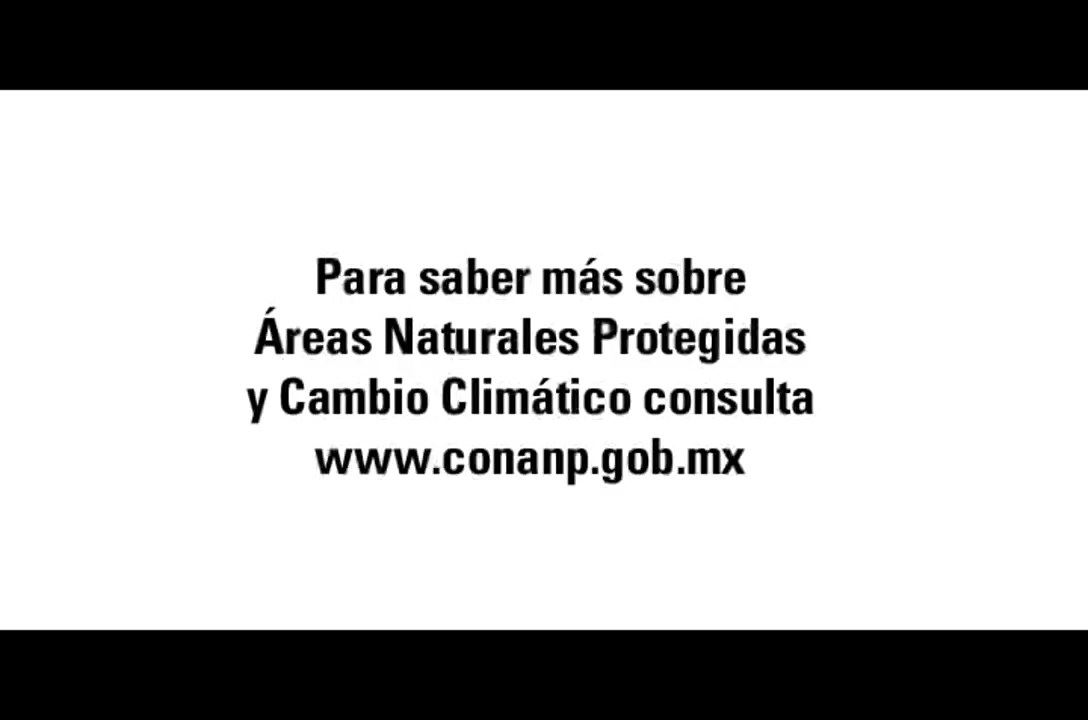 Para saber más sobre
Áreas Naturales Protegidas
y Cambio Climático consulta
www.conanp.gob.mx